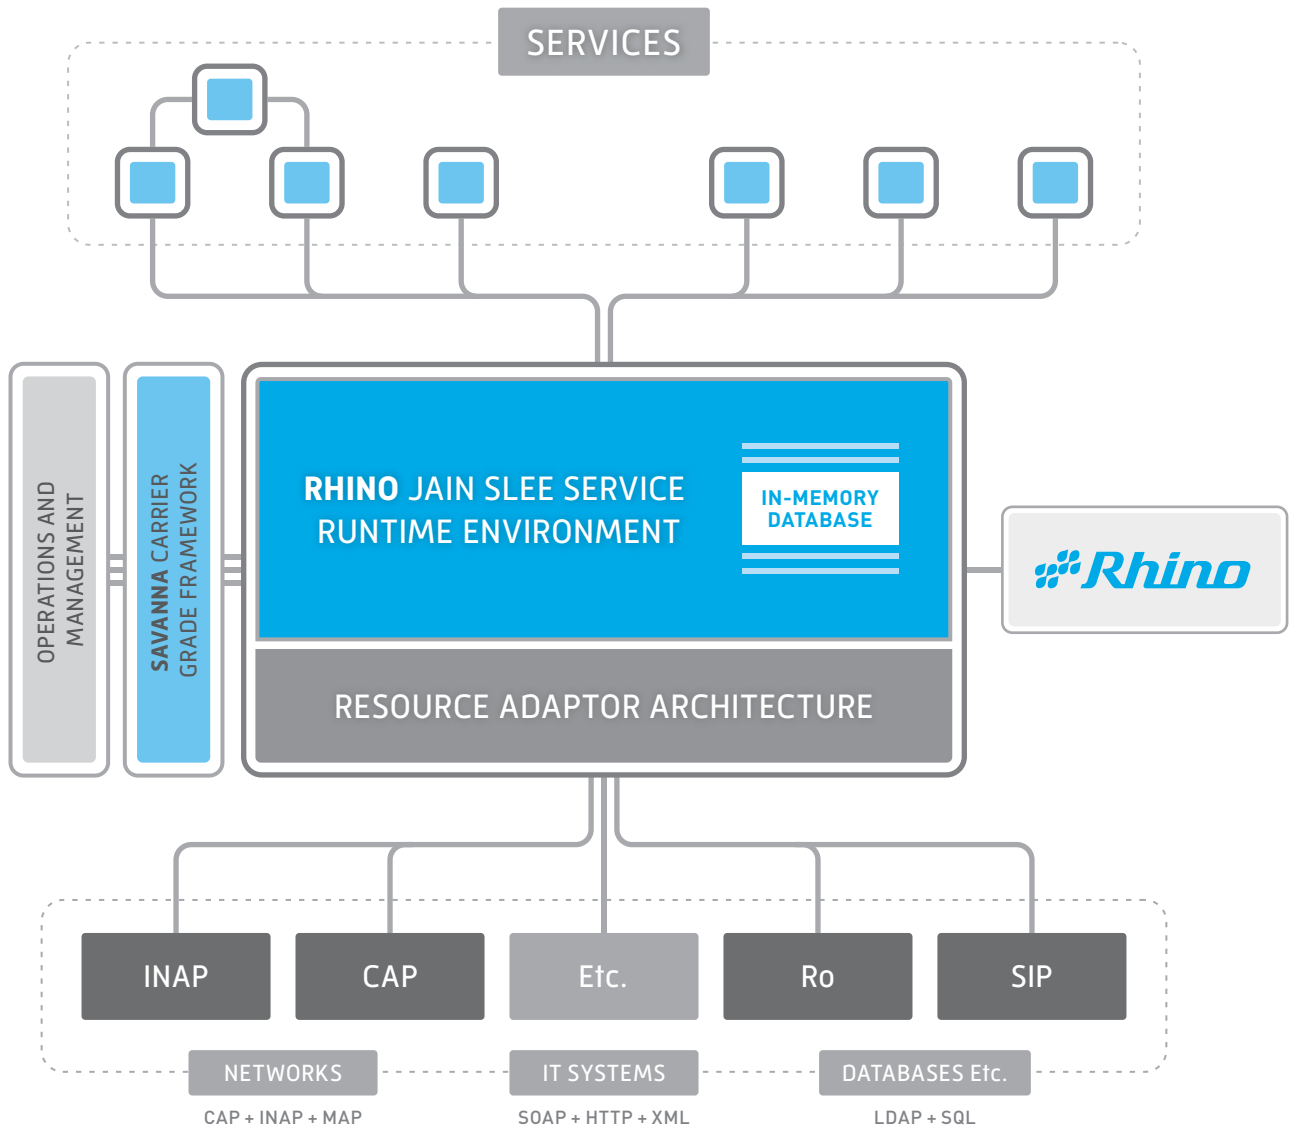 SERVICES
OPERATIONS AND
MANAGEMENT
SAVANNA CARRIER
GRADE FRAMEWORK
RHINO JAIN SLEE SERVICE
RUNTIME ENVIRONMENT
IN-MEMORY
DATABASE
Rhino
RESOURCE ADAPTOR ARCHITECTURE
INAP
CAP
Etc.
Ro
SIP
NETWORKS
IT SYSTEMS
DATABASES Etc.
CAP + INAP + MAP
SOAP + HTTP + XML
LDAP + SQL